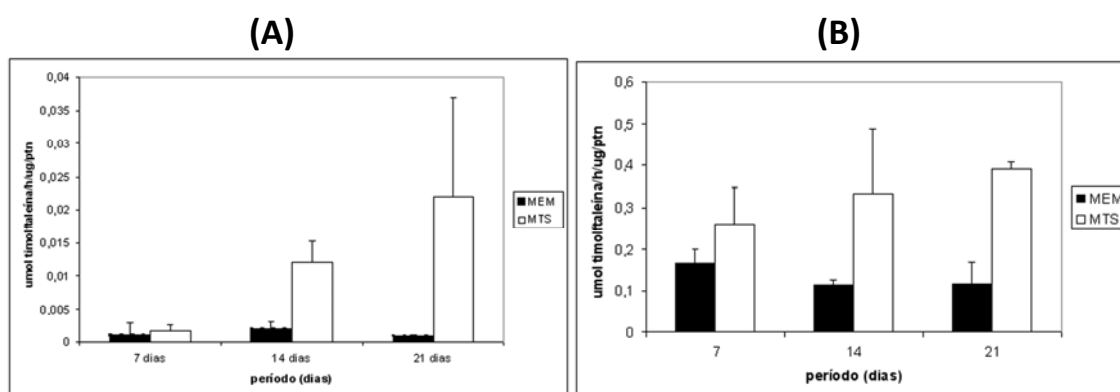 (A)
(B)
umol timolftaleína/h/ug/ptn
0,04
0,035
0,03
0,025
0,02
0,015
0,01
0,005
0
7 dias
14 dias
21 dias
período (dias)
MEM
MTS
umol timolftaleína/h/ug/ptn
0,6
0,5
0,4
0,3
0,2
0,1
0
7
14
21
período (dias)
MEM
MTS